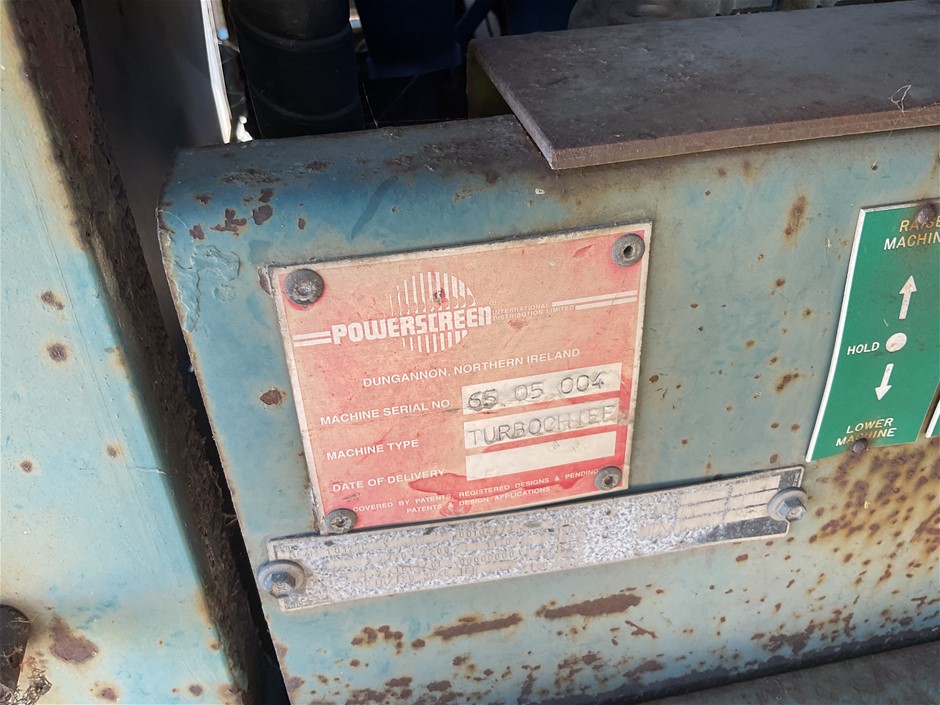 POWERSCREEN
INTERNATIONAL
DISTRIBUTION LIMITED
DUNGANNON, NORTHERN IRELAND
MACHINE SERIAL NO. 65 05 004
MACHINE TYPE TURBOCHIEF
DATE OF DELIVERY
COVERED BY PATENTS, REGISTERED DESIGNS & PENDING
PATENTS & DESIGN APPLICATIONS
RAISE
MACHIN
HOLD
LOWER
MACHINE